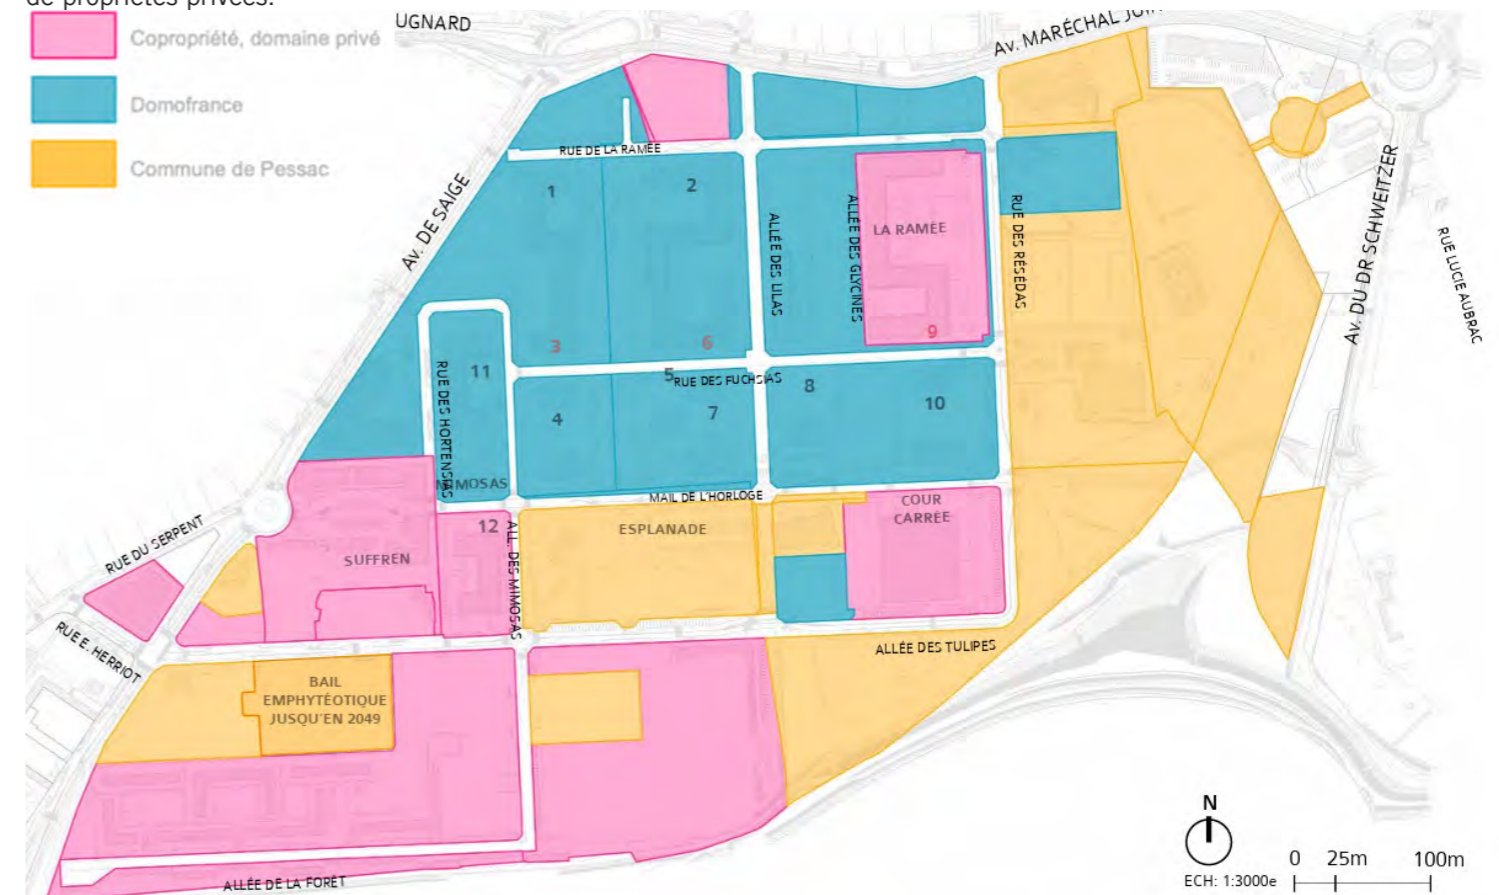 de propriétés privées.
Copropriété, domaine privé
Domofrance
Commune de Pessac
UGNARD
Av. MARÉCHAL JUIN
Av. DE SAIGE
RUE DE LA RAMÉE
1
2
ALLÉE DES LILAS
ALLÉE DES GLYCINES
LA RAMÉE
RUE DES RÉSÉDAS
Av. DU DR SCHWEITZER
RUE LUCIE AUBRAC
3
6
9
RUE DES HORTENSIAS
11
5
RUE DES FUCHSIAS
8
4
7
10
MIMOSAS
MAIL DE L'HORLOGE
COUR
CARRÉE
12
ALL. DES MIMOSAS
ESPLANADE
RUE DU SERPENT
SUFFREN
RUE E. HERRIOT
ALLÉE DES TULIPES
BAIL
EMPHYTÉOTIQUE
JUSQU'EN 2049
ALLÉE DE LA FORÊT
N
ECH: 1:3000e
0 25m 100m